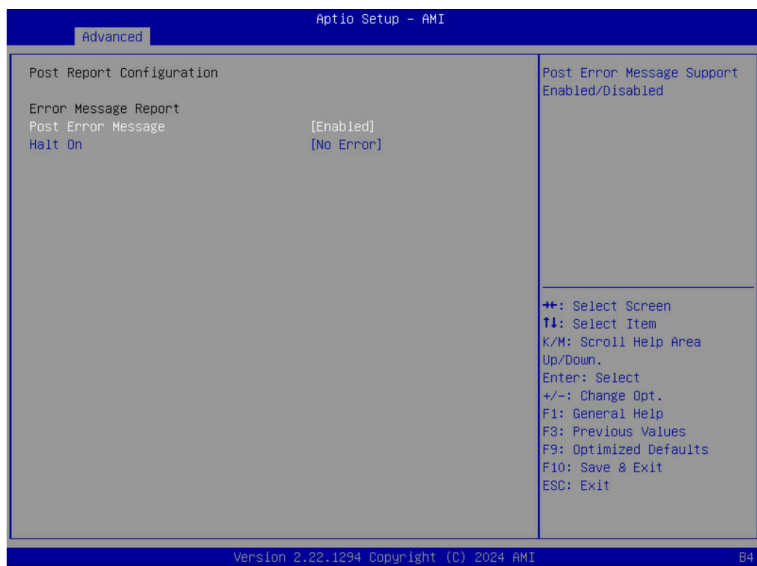 Aptio Setup - AMI
Advanced
Post Report Configuration
Error Message Report
Post Error Message [Enabled]
Halt On [No Error]
Post Error Message Support
Enabled/Disabled
→←: Select Screen
↑↓: Select Item
K/M: Scroll Help Area
Up/Down.
Enter: Select
+/-: Change Opt.
F1: General Help
F3: Previous Values
F9: Optimized Defaults
F10: Save & Exit
ESC: Exit
Version 2.22.1294 Copyright (C) 2024 AMI
B4